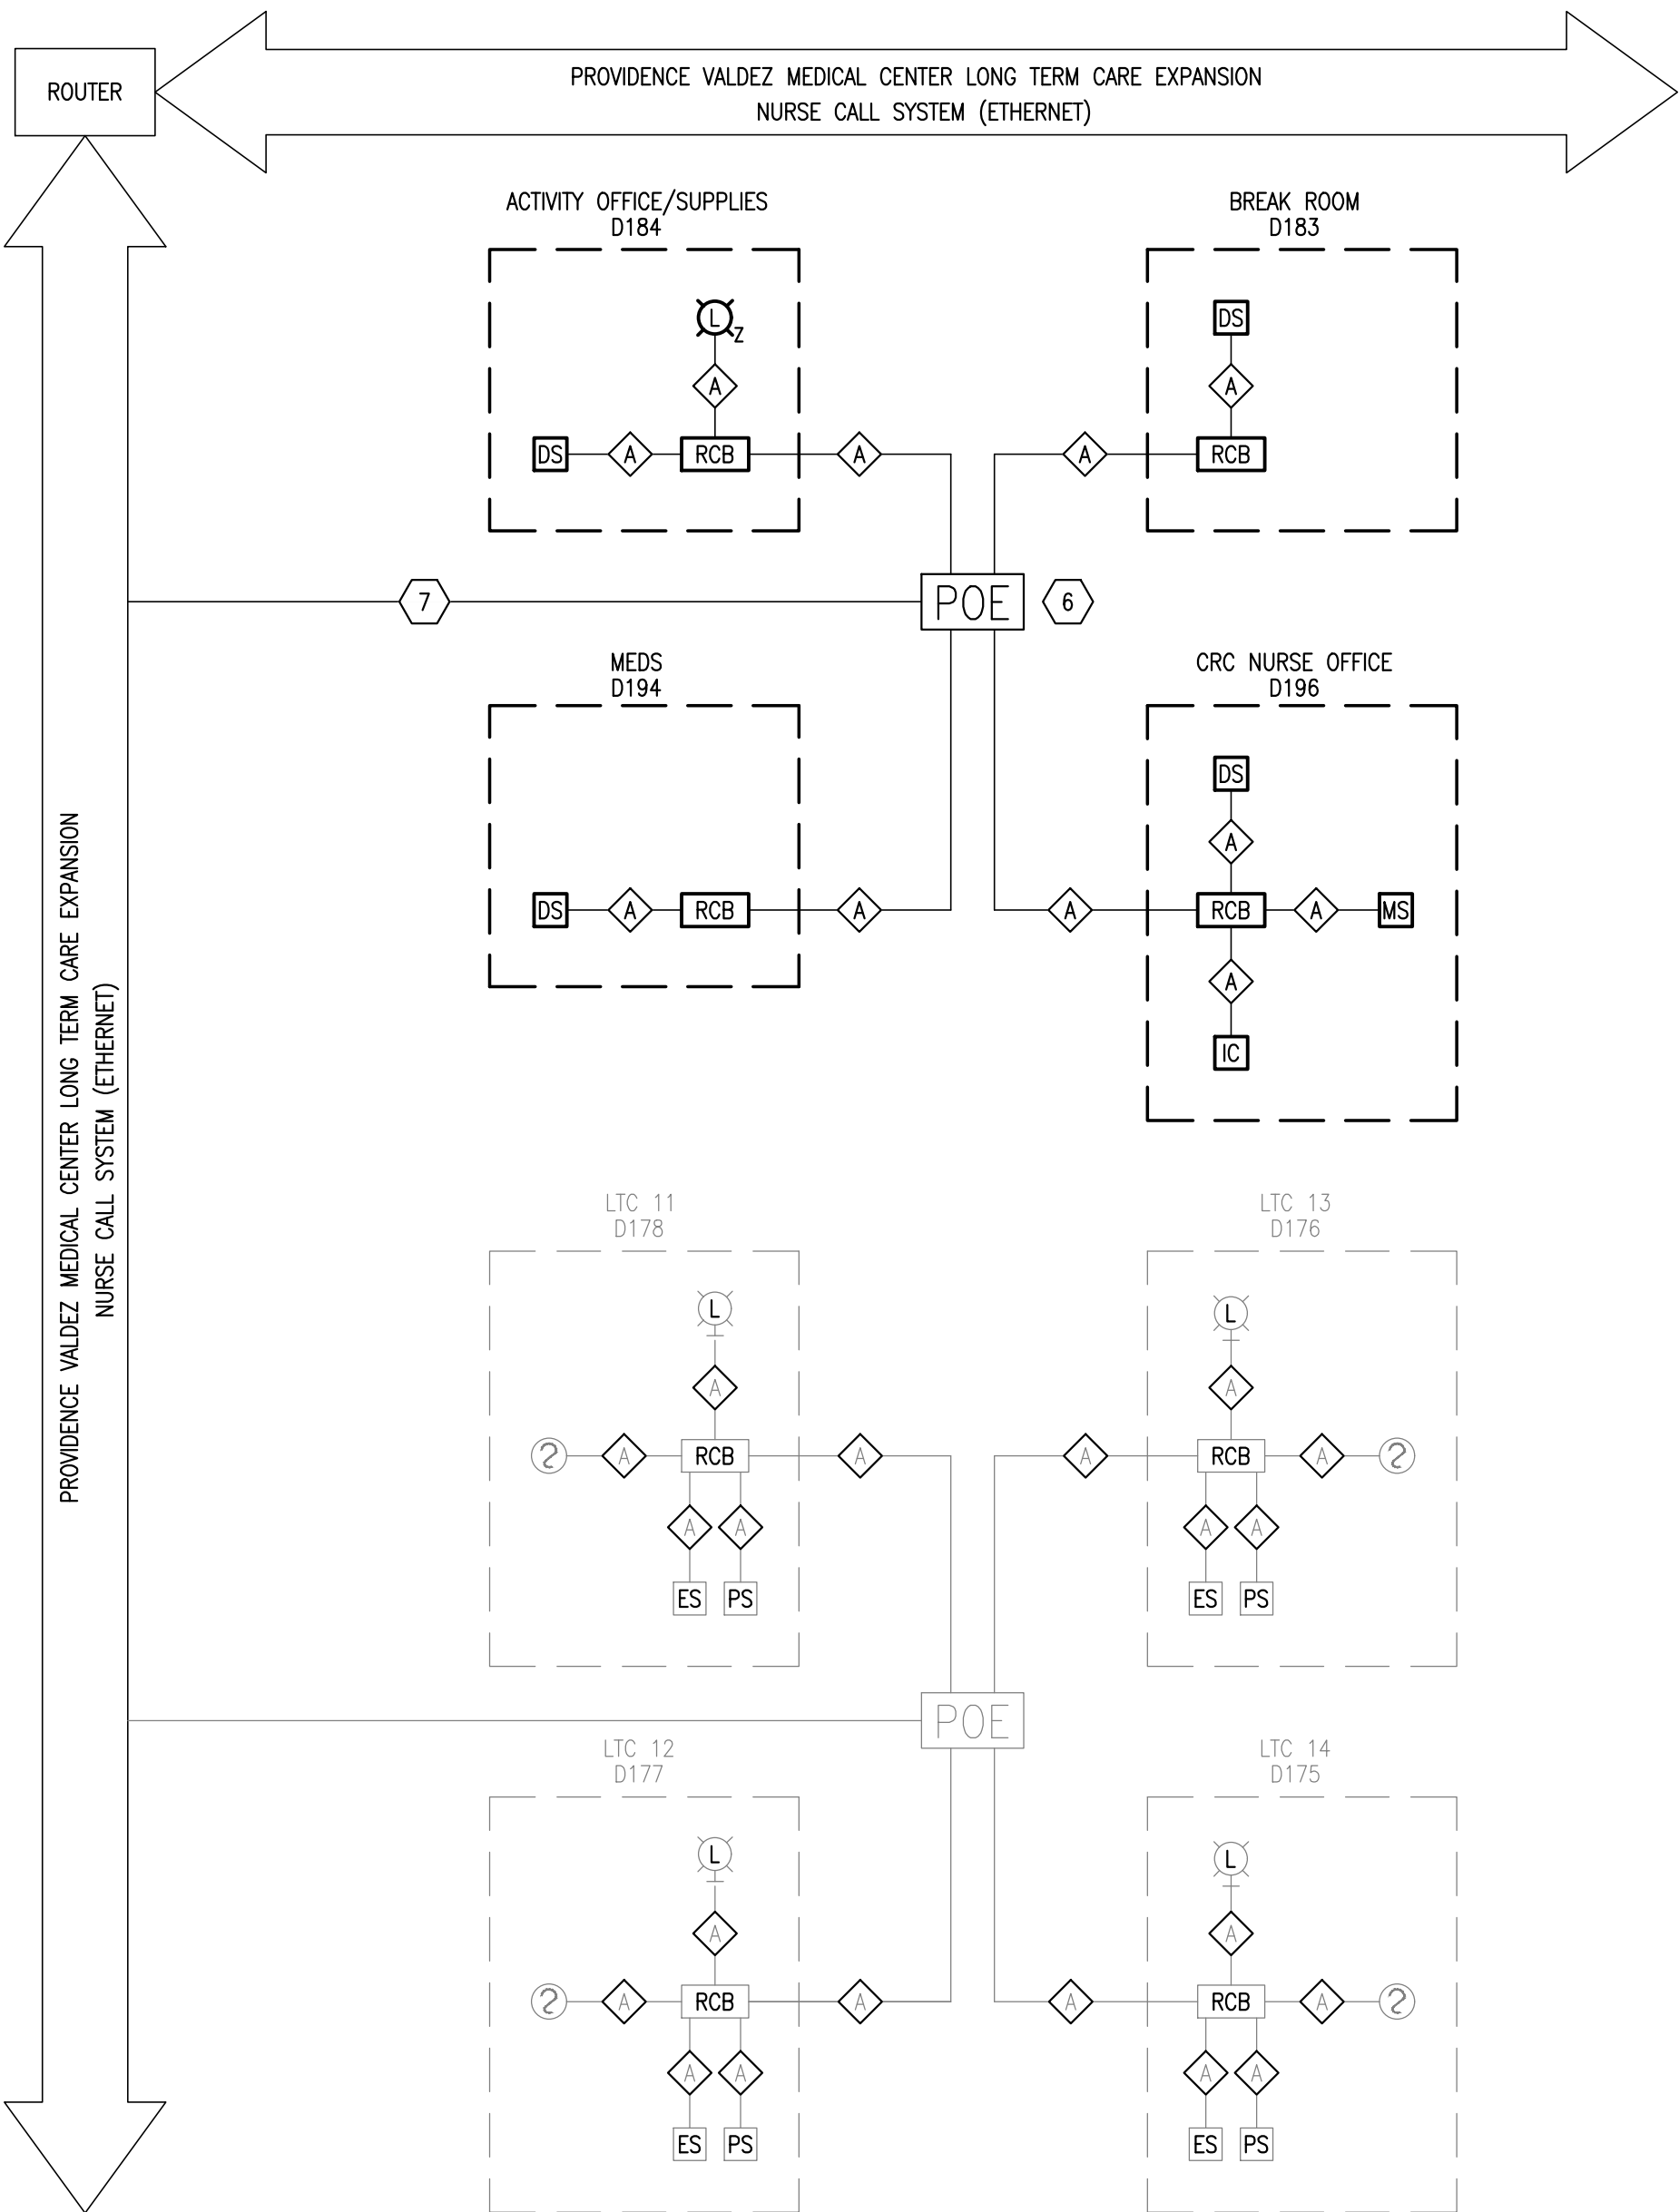 ROUTER
PROVIDENCE VALDEZ MEDICAL CENTER LONG TERM CARE EXPANSION
NURSE CALL SYSTEM (ETHERNET)
ACTIVITY OFFICE/SUPPLIES
D184
BREAK ROOM
D183
L
Z
DS
A
A
DS
A
RCB
A
A
RCB
7
POE
6
MEDS
D194
CRC NURSE OFFICE
D196
DS
A
DS
A
RCB
A
A
RCB
A
MS
A
IC
PROVIDENCE VALDEZ MEDICAL CENTER LONG TERM CARE EXPANSION
NURSE CALL SYSTEM (ETHERNET)
LTC 11
D178
LTC 13
D176
L
L
A
A
A
RCB
A
A
RCB
A
A
A
A
A
ES
PS
ES
PS
POE
LTC 12
D177
LTC 14
D175
L
L
A
A
A
RCB
A
A
RCB
A
A
A
A
A
ES
PS
ES
PS